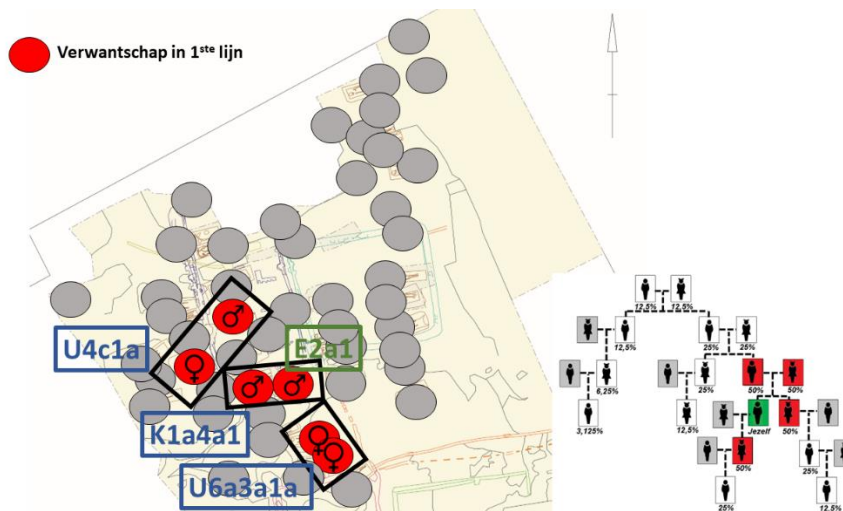 Verwantschap in 1ste lijn
U4c1a
E2a1
K1a4a1
U6a3a1a
12,5% 12,5%
12,5% 25% 25%
6,25% 25% 50% 50%
3,125% 12,5% Jezelf 50%
50% 25%
25% 12,5%